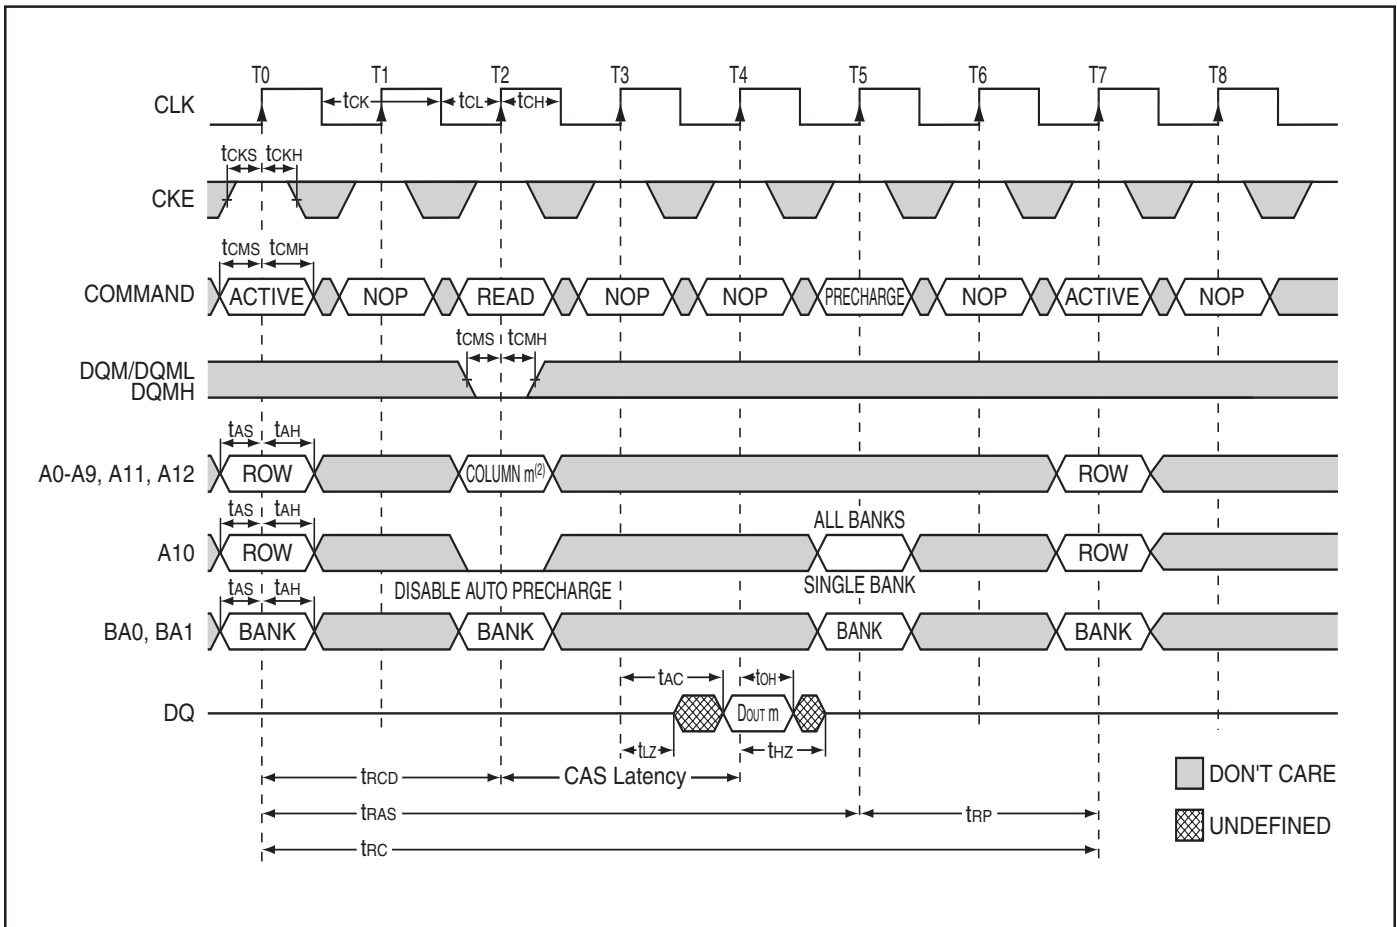 T0 T1 T2 T3 T4 T5 T6 T7 T8
CLK tCK tCL tCH
tCKS tCKH
CKE
tCMS tCMH
COMMAND ACTIVE NOP READ NOP NOP PRECHARGE NOP ACTIVE NOP
tCMS tCMH
DQM/DQML
DQMH
tAS tAH
A0-A9, A11, A12 ROW COLUMN m(2) ROW
tAS tAH ALL BANKS
A10 ROW ROW
DISABLE AUTO PRECHARGE SINGLE BANK
tAS tAH
BA0, BA1 BANK BANK BANK BANK
tAC tOH
DQ DOUT m
tLZ tHZ
tRCD CAS Latency DON'T CARE
tRAS tRP
UNDEFINED
tRC